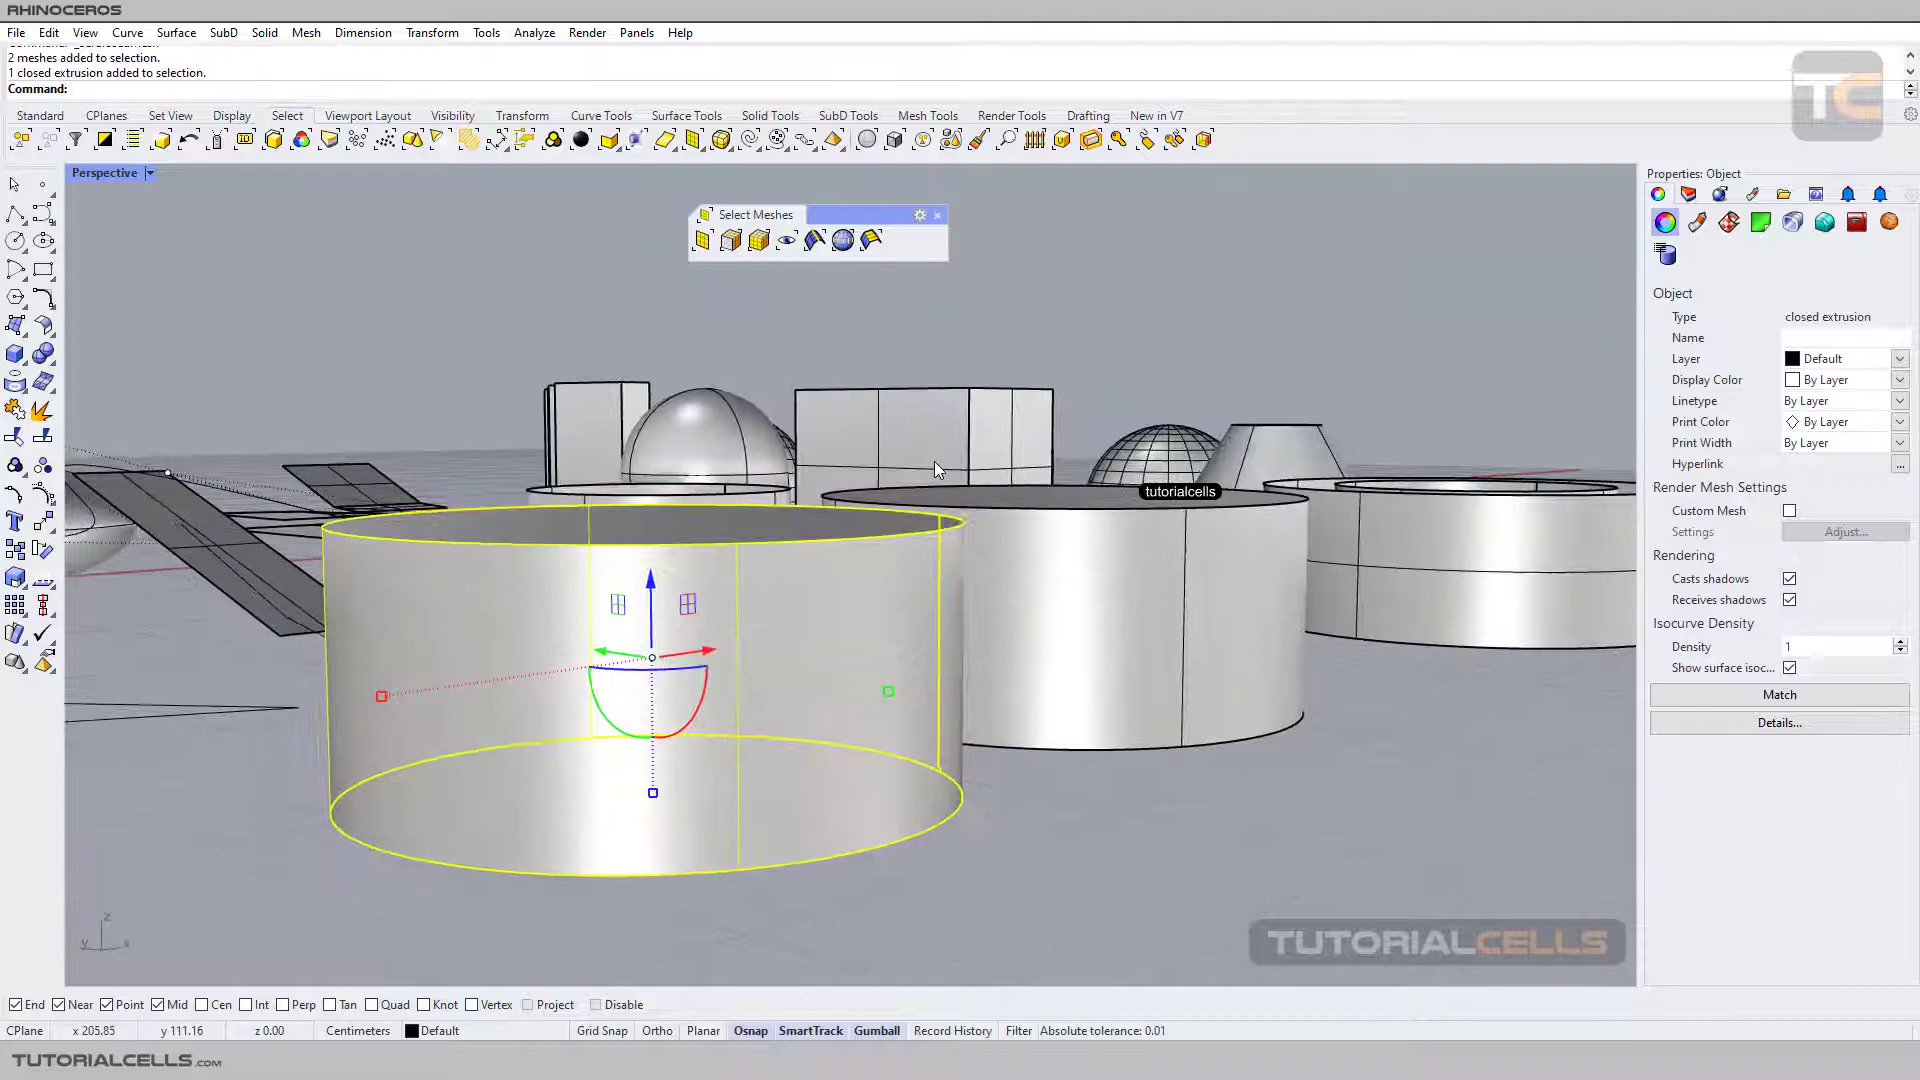 RHINOCEROS
File Edit View Curve Surface SubD Solid Mesh Dimension Transform Tools Analyze Render Panels Help
2 meshes added to selection.
1 closed extrusion added to selection.
Command:
TC
Standard CPlanes Set View Display Select Viewport Layout Visibility Transform Curve Tools Surface Tools Solid Tools SubD Tools Mesh Tools Render Tools Drafting New in V7
Perspective
Select Meshes
tutorialcells
z
y x
Properties: Object
Object
Type closed extrusion
Name
Layer Default
Display Color By Layer
Linetype By Layer
Print Color By Layer
Print Width By Layer
Hyperlink ...
Render Mesh Settings
Custom Mesh
Settings Adjust...
Rendering
Casts shadows
Receives shadows
Isocurve Density
Density 1
Show surface isoc...
Match
Details...
TUTORIALCELLS
End Near Point Mid Cen Int Perp Tan Quad Knot Vertex Project Disable
CPlane x 205.85 y 111.16 z 0.00 Centimeters Default Grid Snap Ortho Planar Osnap SmartTrack Gumball Record History Filter Absolute tolerance: 0.01
TUTORIALCELLS.COM